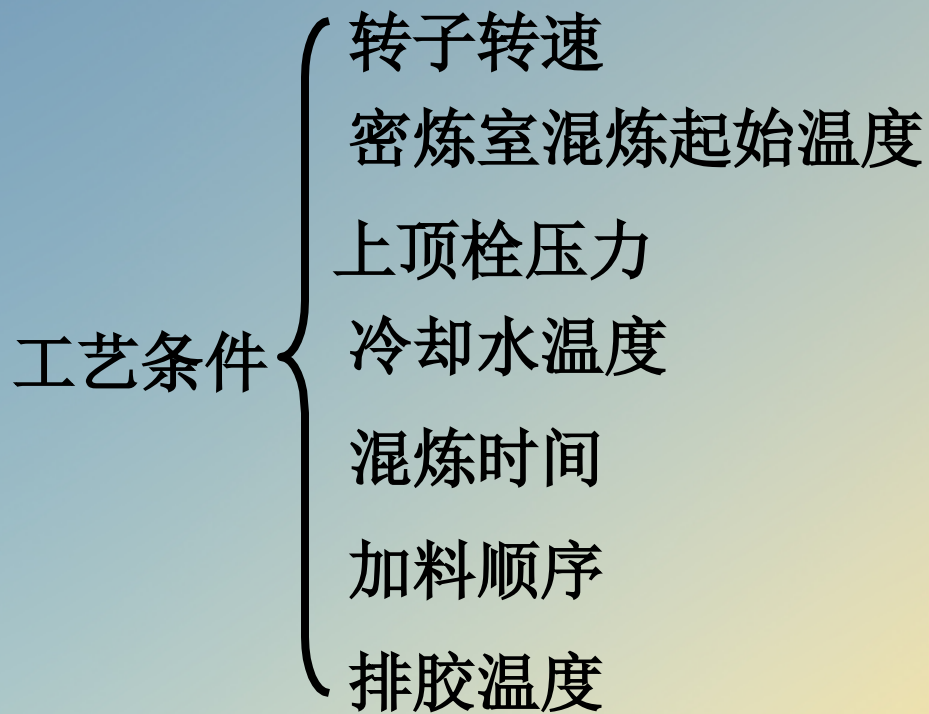 工艺条件
转子转速
密炼室混炼起始温度
上顶栓压力
冷却水温度
混炼时间
加料顺序
排胶温度